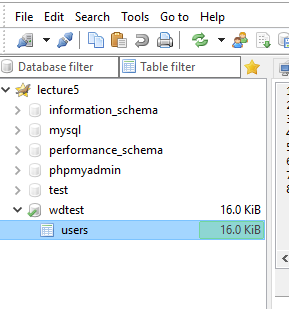 File Edit Search Tools Go to Help
Database filter Table filter
lecture5
information_schema
mysql
performance_schema
phpmyadmin
test
wdtest 16.0 KiB
users 16.0 KiB